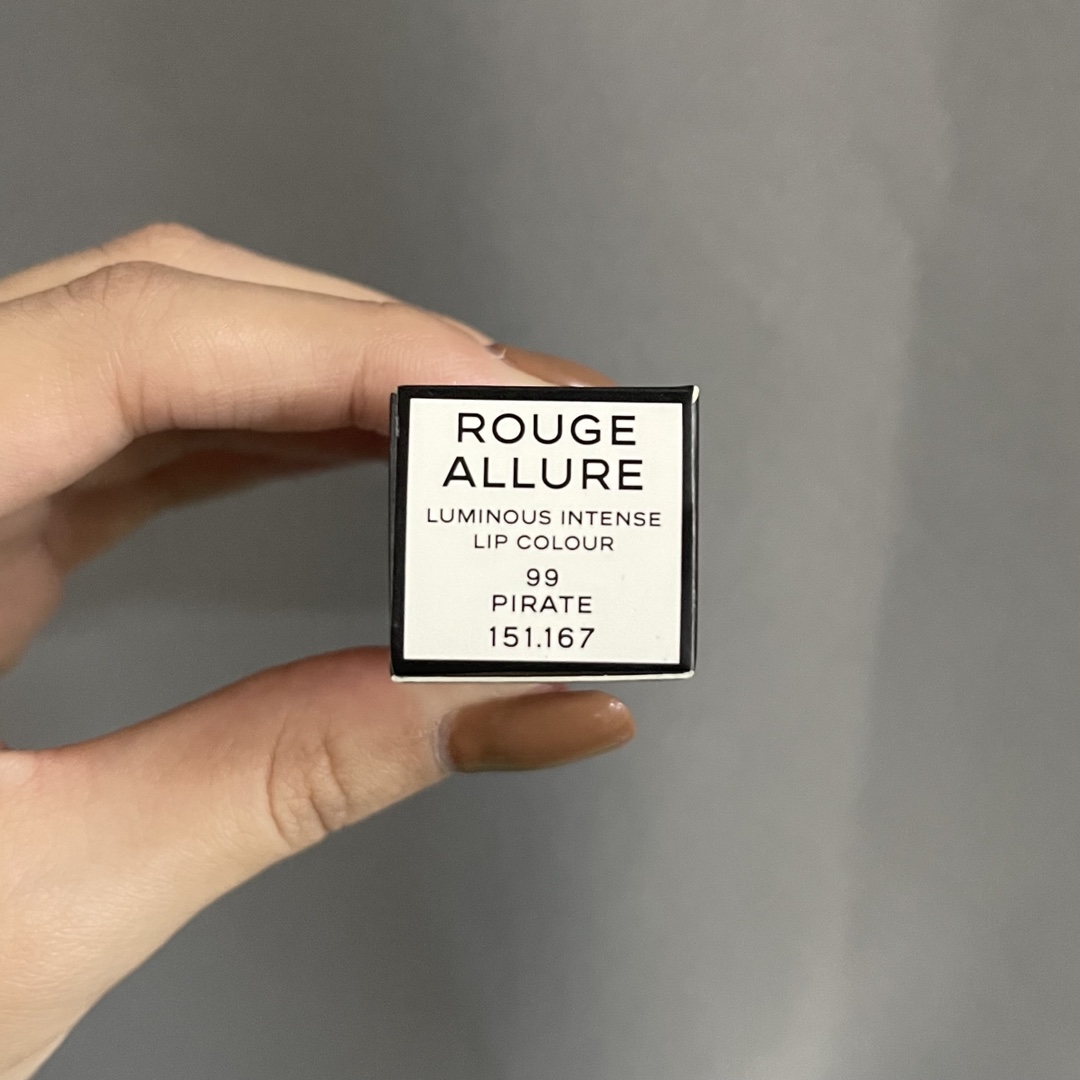 ROUGE
ALLURE
LUMINOUS INTENSE
LIP COLOUR
99
PIRATE
151.167